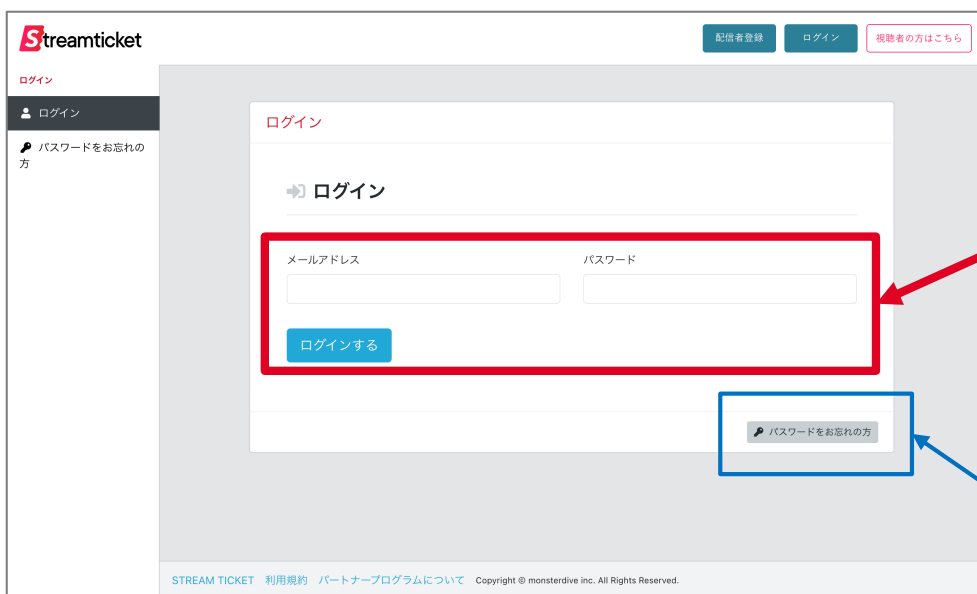 Streamticket
配信者登録
ログイン
視聴者の方はこちら
ログイン
ログイン
パスワードをお忘れの
方
ログイン
ログイン
メールアドレス
パスワード
ログインする
パスワードをお忘れの方
STREAM TICKET 利用規約 パートナープログラムについて Copyright © monsterdive inc. All Rights Reserved.